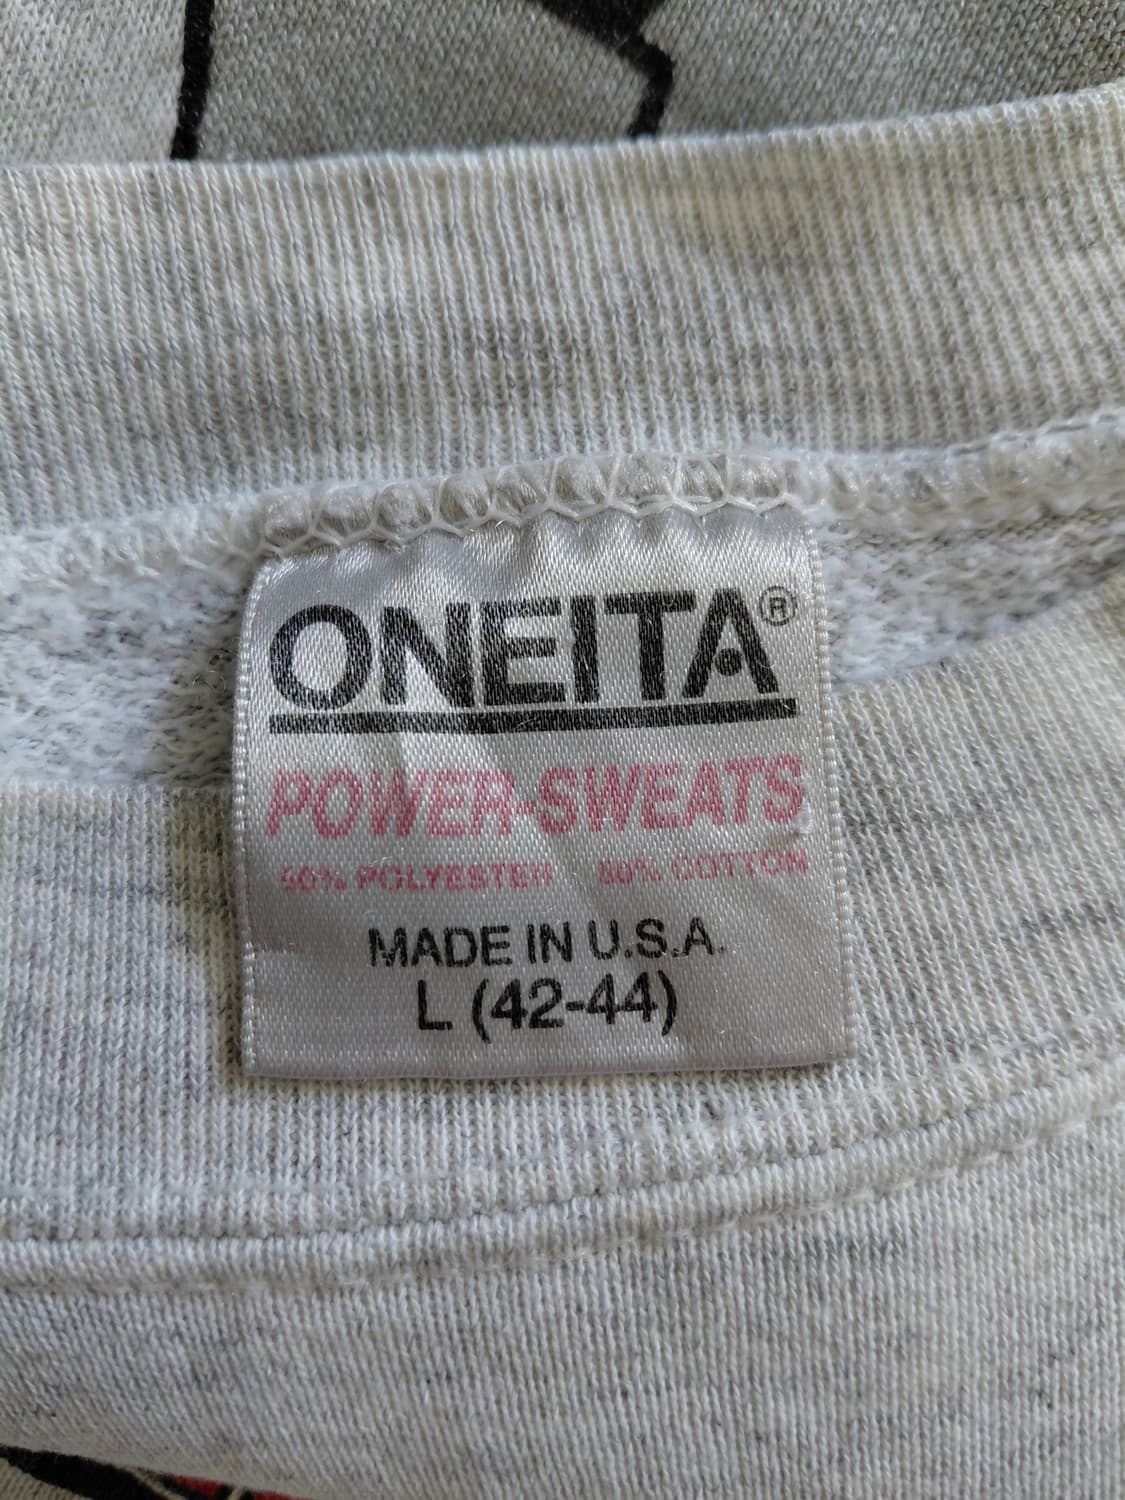 ONEITA®
POWER-SWEATS
50% POLYESTER 50% COTTON
MADE IN U.S.A.
L (42-44)